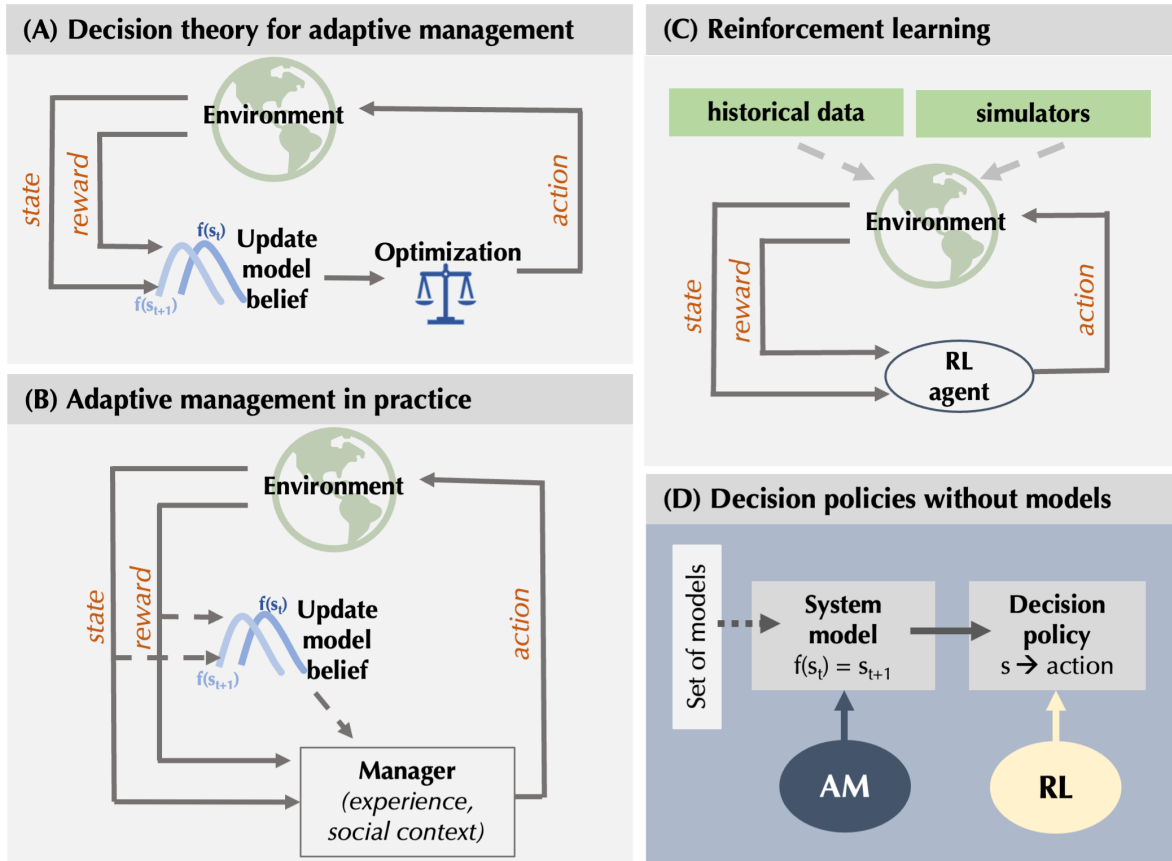 (A) Decision theory for adaptive management
Environment
state
reward
action
f(sₜ)
f(sₜ₊₁)
Update
model
belief
Optimization
(B) Adaptive management in practice
Environment
state
reward
action
f(sₜ)
f(sₜ₊₁)
Update
model
belief
Manager
(experience,
social context)
(C) Reinforcement learning
historical data
simulators
Environment
state
reward
action
RL
agent
(D) Decision policies without models
Set of models
System
model
f(sₜ) = sₜ₊₁
Decision
policy
s → action
AM
RL